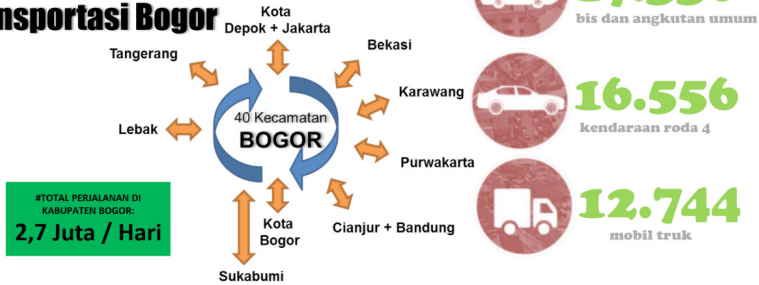 Bogor
Kota
Depok + Jakarta
Tangerang
Bekasi
Karawang
Lebak
40 Kecamatan
BOGOR
Purwakarta
Kota
Bogor
Cianjur + Bandung
Sukabumi
#TOTAL PERJALANAN DI
KABUPATEN BOGOR:
2,7 Juta / Hari
bis dan angkutan umum
16.556
kendaraan roda 4
12.744
mobil truk